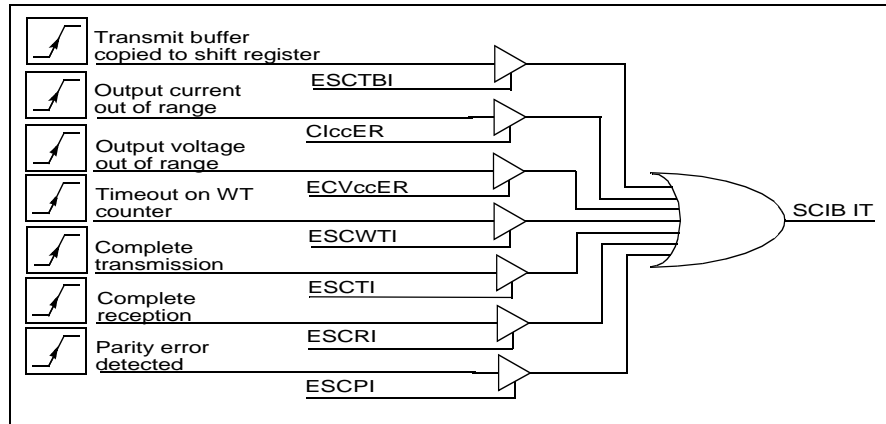 Transmit buffer
copied to shift register
ESCTBI
Output current
out of range
CIccER
Output voltage
out of range
ECVccER
Timeout on WT
counter
ESCWTI
Complete
transmission
ESCTI
Complete
reception
ESCRI
Parity error
detected
ESCPI
SCIB IT